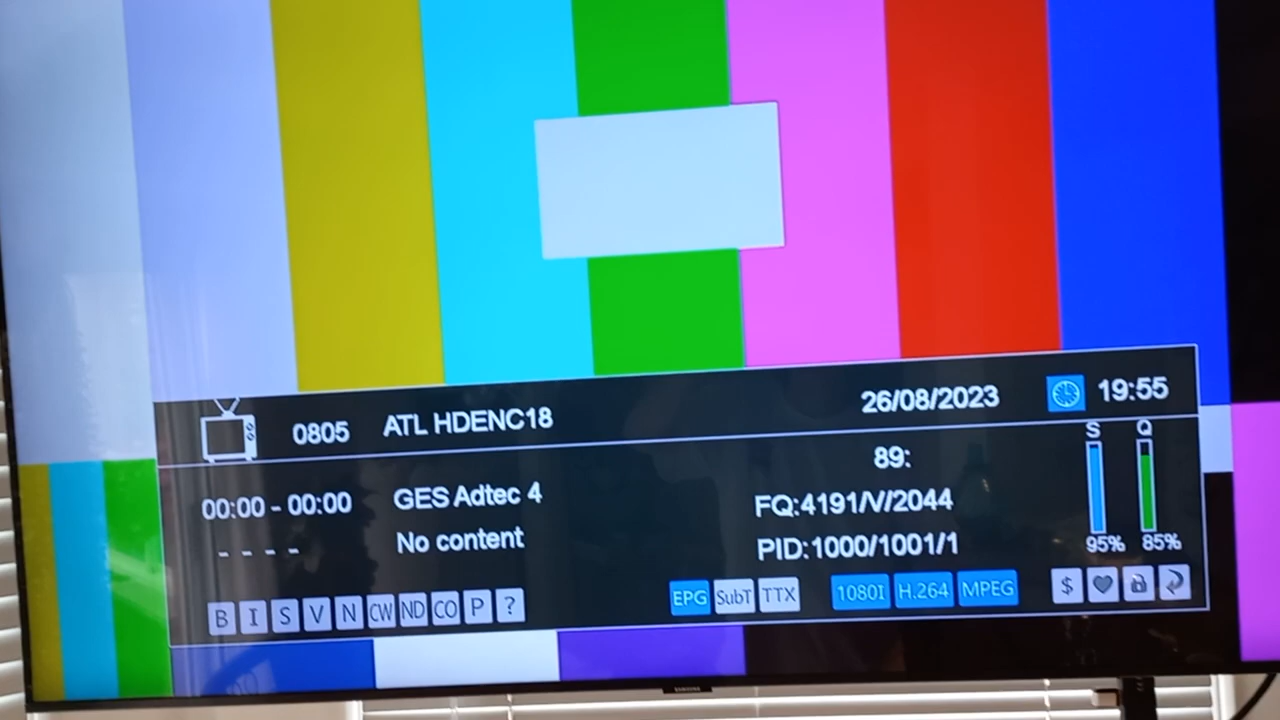 0805 ATL HDENC18 26/08/2023 19:55
S Q
89:
00:00 - 00:00 GES Adtec 4 FQ:4191/V/2044
- - - - No content PID:1000/1001/1 95% 85%
B I S V N CW ND CO P ? EPG SubT TTX 1080I H.264 MPEG $
SAMSUNG